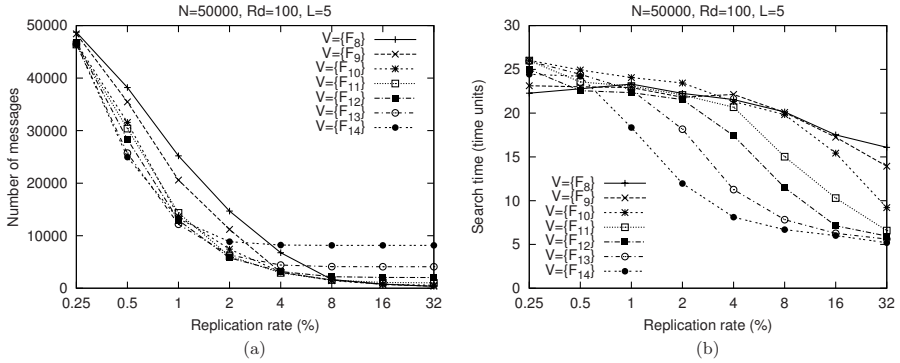 N=50000, Rd=100, L=5
Number of messages
50000
40000
30000
20000
10000
0
V={F8}
V={F9}
V={F10}
V={F11}
V={F12}
V={F13}
V={F14}
0.25 0.5 1 2 4 8 16 32
Replication rate (%)
(a)
N=50000, Rd=100, L=5
Search time (time units)
30
25
20
15
10
5
0
V={F8}
V={F9}
V={F10}
V={F11}
V={F12}
V={F13}
V={F14}
0.25 0.5 1 2 4 8 16 32
Replication rate (%)
(b)